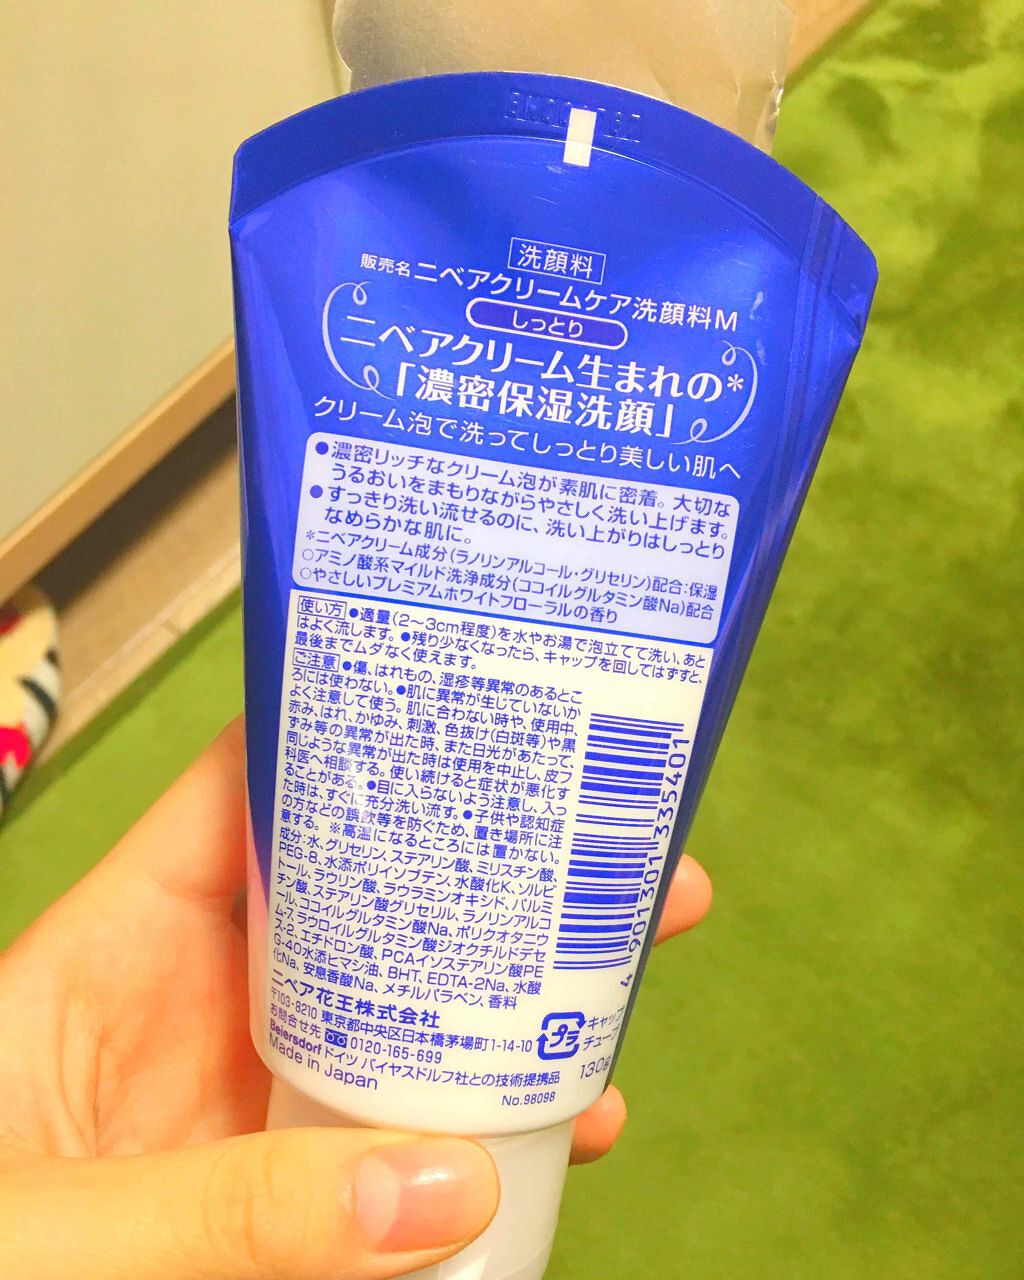 洗顔料
販売名 ニベアクリームケア洗顔料M
しっとり
ニベアクリーム生まれの*
「濃密保湿洗顔」
クリーム泡で洗ってしっとり美しい肌へ
●濃密リッチなクリーム泡が素肌に密着。大切な
うるおいをまもりながらやさしく洗い上げます。
●すっきり洗い流せるのに、洗い上がりはしっとり
なめらかな肌に。
*ニベアクリーム成分(ラノリンアルコール・グリセリン)配合:保湿
○アミノ酸系マイルド洗浄成分(ココイルグルタミン酸Na)配合
○やさしいプレミアムホワイトフローラルの香り
使い方 ●適量(2〜3cm程度)を水やお湯で泡立てて洗い、あと
はよく流します。●残り少なくなったら、キャップを回してはずすと、
最後までムダなく使えます。
ご注意 ●傷、はれもの、湿疹等異常のあるとこ
ろには使わない。●肌に異常が生じていないか
よく注意して使う。肌に合わない時や、使用中、
赤み、はれ、かゆみ、刺激、色抜け(白斑等)や黒
ずみ等の異常が出た時、また日光があたって、
同じような異常が出た時は使用を中止し、皮フ
科医へ相談する。使い続けると症状が悪化す
ることがある。●目に入らないよう注意し、入っ
た時は、すぐに充分洗い流す。●子供や認知症
の方などの誤飲等を防ぐため、置き場所に注
意する。※高温になるところには置かない。
成分:水、グリセリン、ステアリン酸、ミリスチン酸、
PEG-8、水添ポリイソブテン、水酸化K、ソルビ
トール、ラウリン酸、ラウラミンオキシド、パルミ
チン酸、ステアリン酸グリセリル、ラノリンアルコ
ール、ココイルグルタミン酸Na、ポリクオタニウ
ム-7、ラウロイルグルタミン酸ジオクチルドデセ
ス-2、エチドロン酸、PCAイソステアリン酸PE
G-40水添ヒマシ油、BHT、EDTA-2Na、水酸
化Na、安息香酸Na、メチルパラベン、香料
ニベア花王株式会社
〒103-8210 東京都中央区日本橋茅場町1-14-10
お問合せ先 0120-165-699
Beiersdorf ドイツ バイヤスドルフ社との技術提携品
Made in Japan
No.98098
4 901301 335401
プラ
キャップ
チューブ
130g